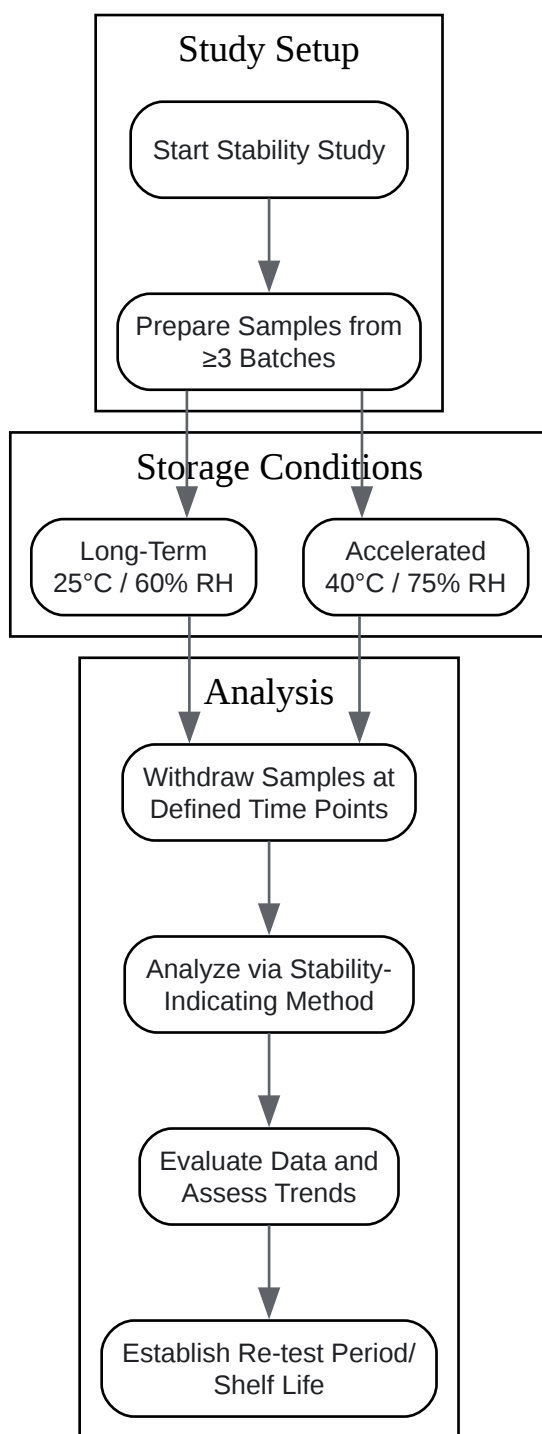 Study Setup
Start Stability Study
Prepare Samples from
≥3 Batches
Storage Conditions
Long-Term
25°C / 60% RH
Accelerated
40°C / 75% RH
Analysis
Withdraw Samples at
Defined Time Points
Analyze via Stability-
Indicating Method
Evaluate Data and
Assess Trends
Establish Re-test Period/
Shelf Life